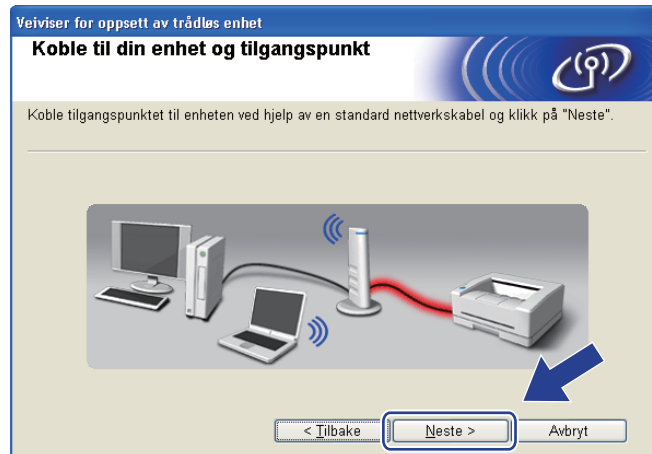 Veiviser for oppsett av trådløs enhet
Koble til din enhet og tilgangspunkt
Koble tilgangspunktet til enheten ved hjelp av en standard nettverkskabel og klikk på "Neste".
< Tilbake Neste > Avbryt